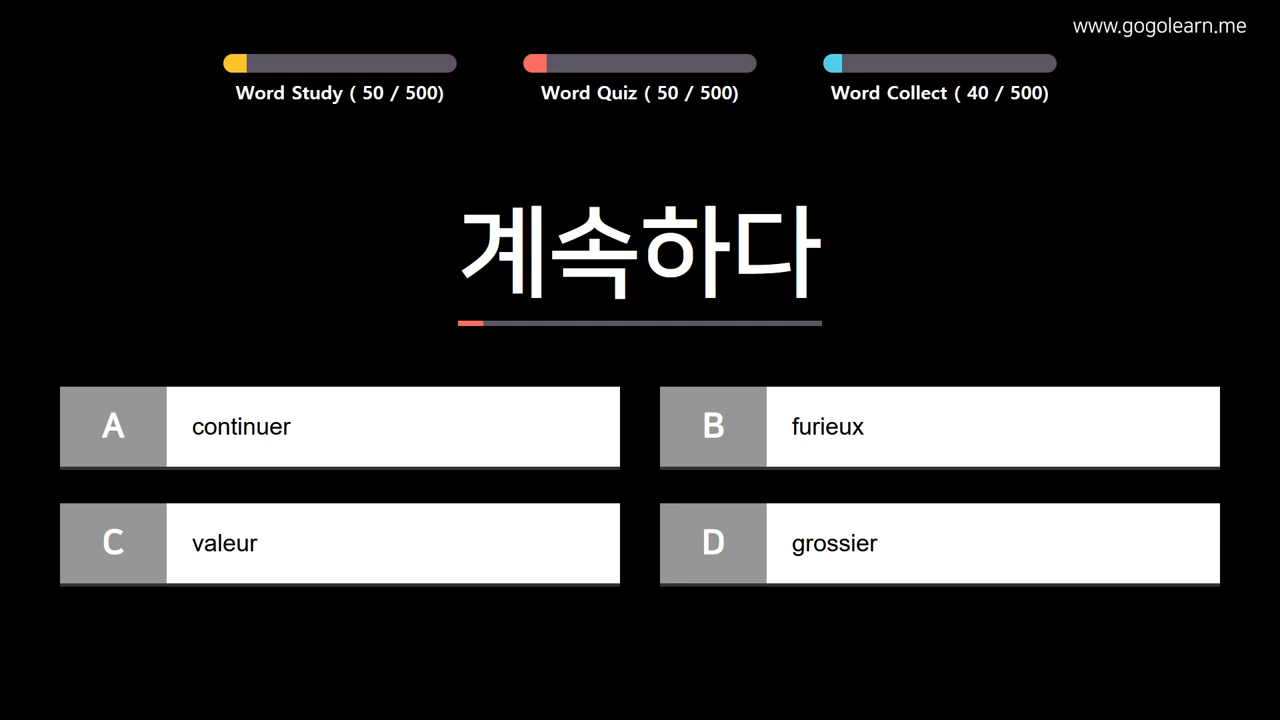 www.gogolearn.me
Word Study ( 50 / 500)
Word Quiz ( 50 / 500)
Word Collect ( 40 / 500)
계속하다
A continuer
B furieux
C valeur
D grossier